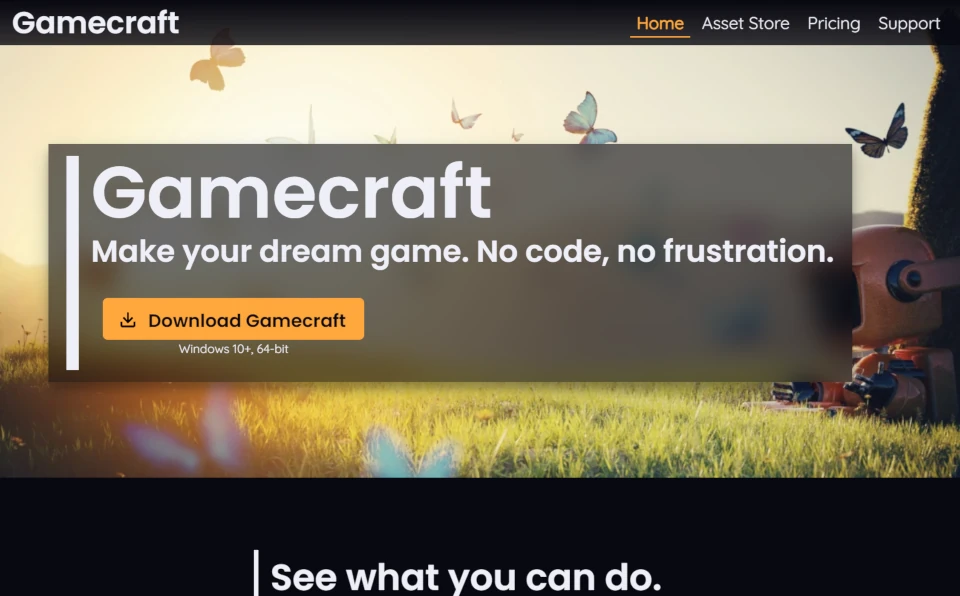 Gamecraft
Home Asset Store Pricing Support
Gamecraft
Make your dream game. No code, no frustration.
Download Gamecraft
Windows 10+, 64-bit
See what you can do.